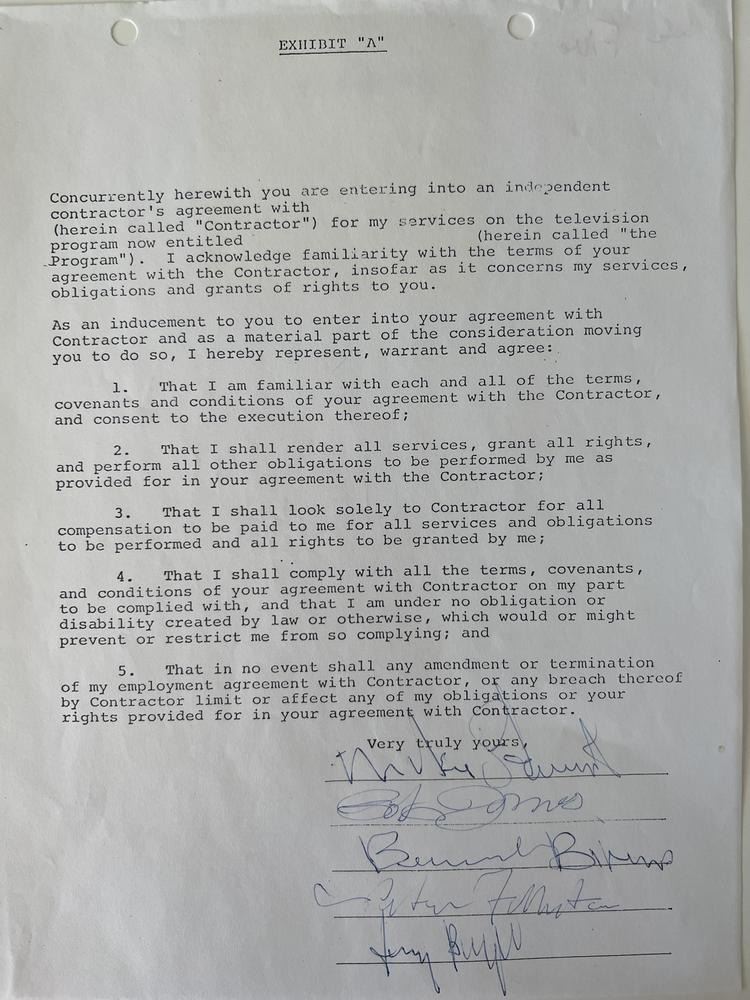 EXHIBIT "A"
Concurrently herewith you are entering into an independent
contractor's agreement with
(herein called "Contractor") for my services on the television
program now entitled (herein called "the
Program"). I acknowledge familiarity with the terms of your
agreement with the Contractor, insofar as it concerns my services,
obligations and grants of rights to you.
As an inducement to you to enter into your agreement with
Contractor and as a material part of the consideration moving
you to do so, I hereby represent, warrant and agree:
1. That I am familiar with each and all of the terms,
covenants and conditions of your agreement with the Contractor,
and consent to the execution thereof;
2. That I shall render all services, grant all rights,
and perform all other obligations to be performed by me as
provided for in your agreement with the Contractor;
3. That I shall look solely to Contractor for all
compensation to be paid to me for all services and obligations
to be performed and all rights to be granted by me;
4. That I shall comply with all the terms, covenants,
and conditions of your agreement with Contractor on my part
to be complied with, and that I am under no obligation or
disability created by law or otherwise, which would or might
prevent or restrict me from so complying; and
5. That in no event shall any amendment or termination
of my employment agreement with Contractor, or any breach thereof
by Contractor limit or affect any of my obligations or your
rights provided for in your agreement with Contractor.
Very truly yours,
Jerry